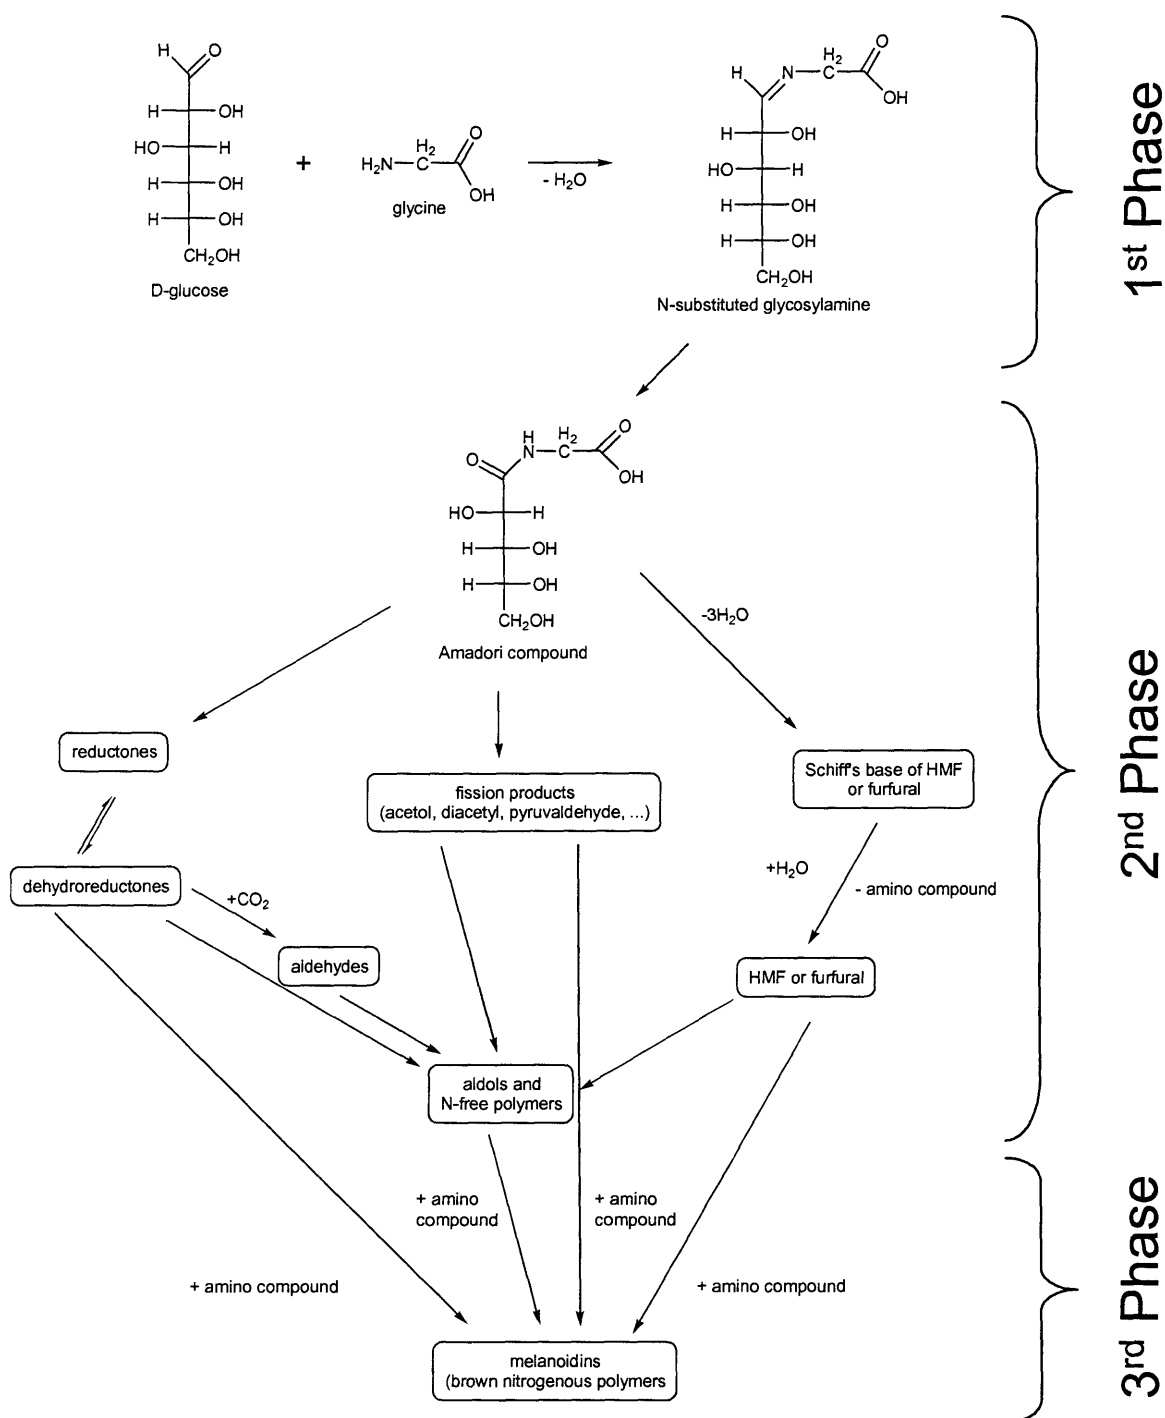 H O
H OH
HO H
H OH
H OH
CH₂OH
D-glucose
+
H₂N C H₂ O
OH
glycine
- H₂O
H N C H₂ O
OH
H OH
HO H
H OH
H OH
CH₂OH
N-substituted glycosylamine
1st Phase
O H N H₂ C O
OH
HO H
H OH
H OH
CH₂OH
Amadori compound
-3H₂O
reductones
fission products
(acetol, diacetyl, pyruvaldehyde, ...)
Schiff's base of HMF
or furfural
dehydroreductones
+CO₂
aldehydes
+H₂O
- amino compound
HMF or furfural
aldols and
N-free polymers
2nd Phase
+ amino
compound
+ amino
compound
+ amino compound
+ amino compound
melanoidins
(brown nitrogenous polymers
3rd Phase